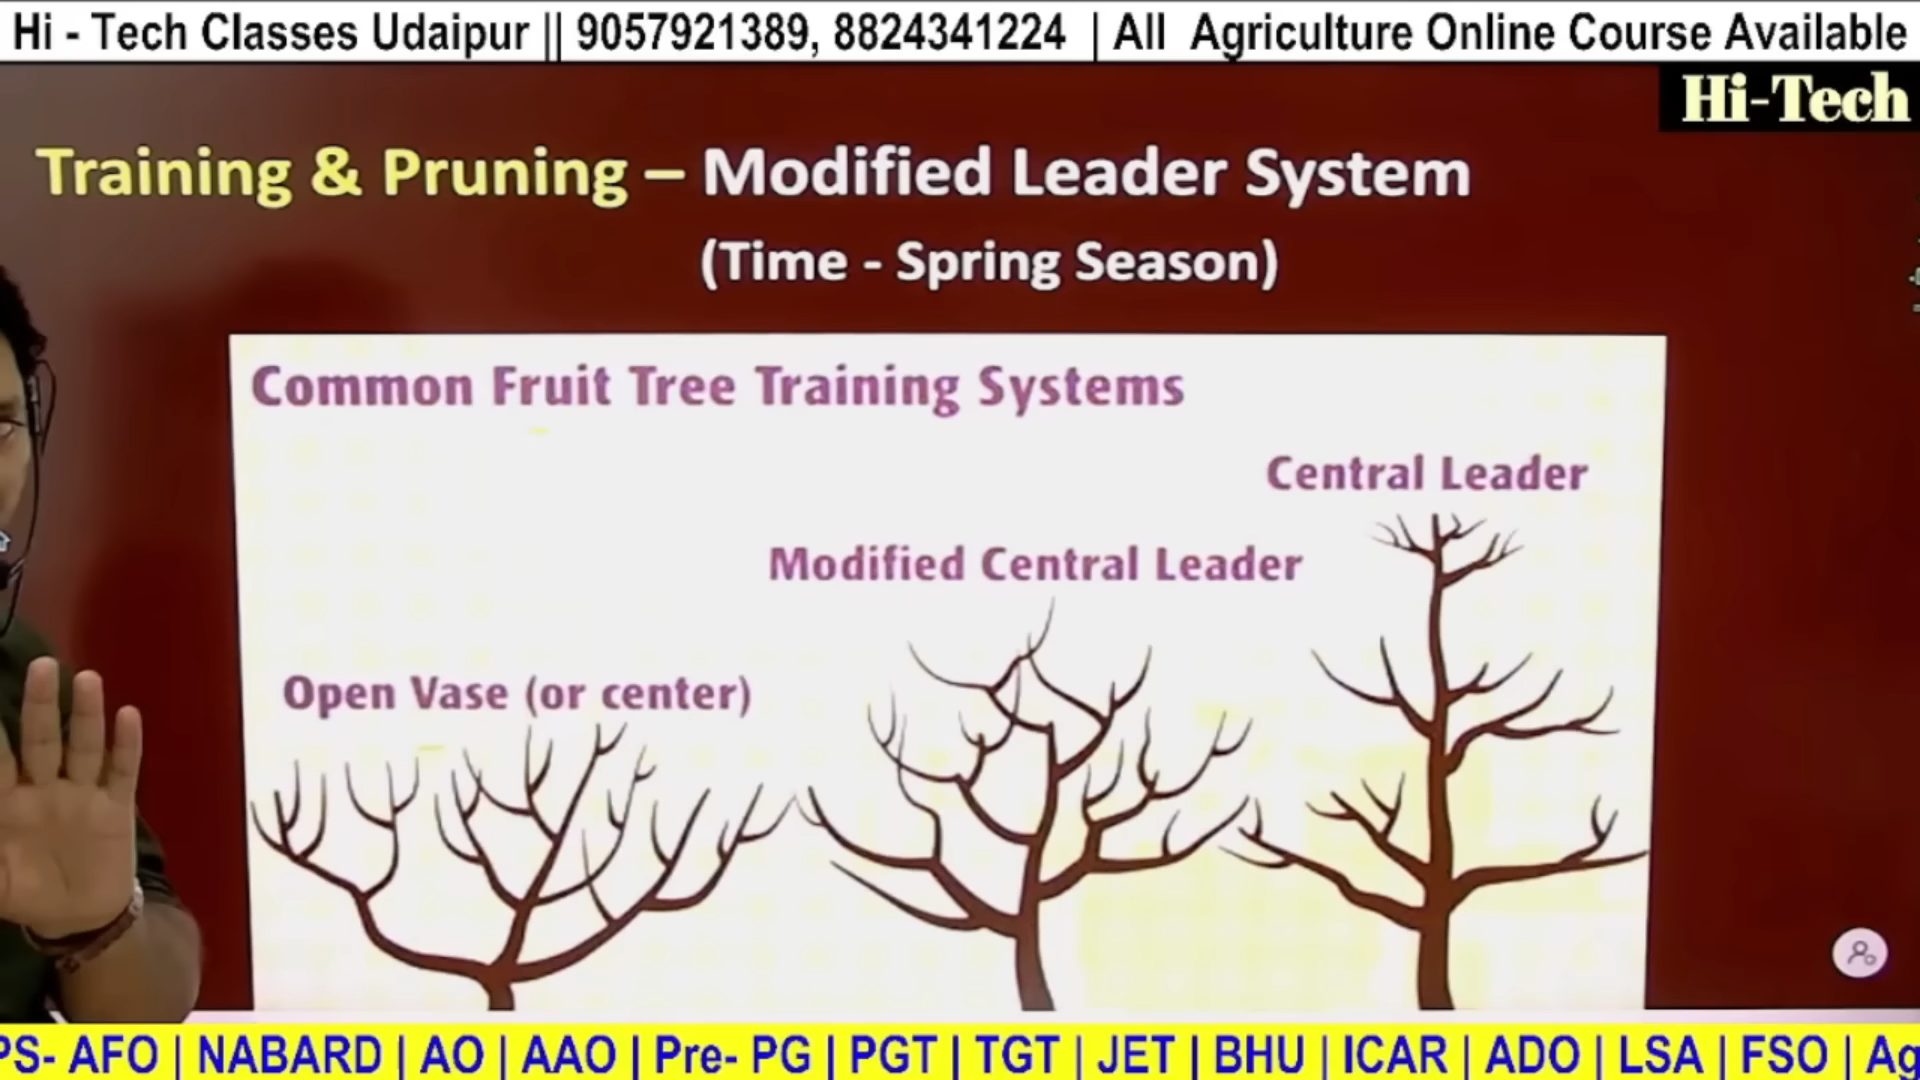 Hi - Tech Classes Udaipur || 9057921389, 8824341224 | All Agriculture Online Course Available
Hi-Tech
Training & Pruning – Modified Leader System
(Time - Spring Season)
Common Fruit Tree Training Systems
Central Leader
Modified Central Leader
Open Vase (or center)
PS- AFO | NABARD | AO | AAO | Pre- PG | PGT | TGT | JET | BHU | ICAR | ADO | LSA | FSO | Ag